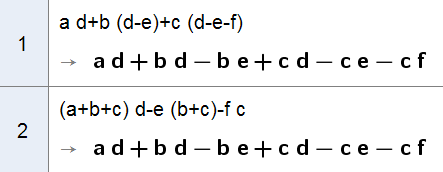 1
a d+b (d-e)+c (d-e-f)
→ a d + b d – b e + c d – c e – c f
2
(a+b+c) d-e (b+c)-f c
→ a d + b d – b e + c d – c e – c f